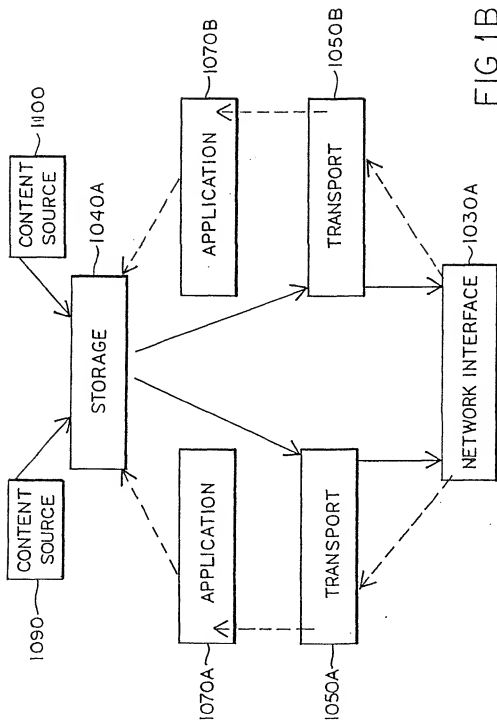 1090
CONTENT
SOURCE
CONTENT
SOURCE
1100
STORAGE
1040A
1070A
APPLICATION
APPLICATION
1070B
1050A
TRANSPORT
TRANSPORT
1050B
NETWORK INTERFACE
1030A
FIG 1B